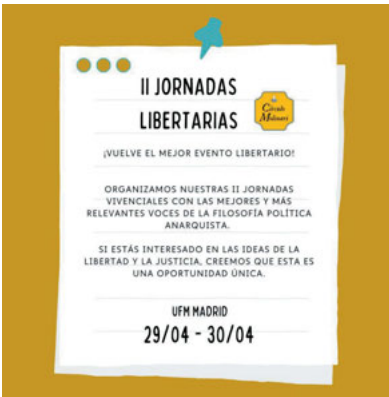 II JORNADAS
LIBERTARIAS
Círculo
Molinari
¡VUELVE EL MEJOR EVENTO LIBERTARIO!
ORGANIZAMOS NUESTRAS II JORNADAS
VIVENCIALES CON LAS MEJORES Y MÁS
RELEVANTES VOCES DE LA FILOSOFÍA POLÍTICA
ANARQUISTA.
SI ESTÁS INTERESADO EN LAS IDEAS DE LA
LIBERTAD Y LA JUSTICIA, CREEMOS QUE ESTA ES
UNA OPORTUNIDAD ÚNICA.
UFM MADRID
29/04 - 30/04